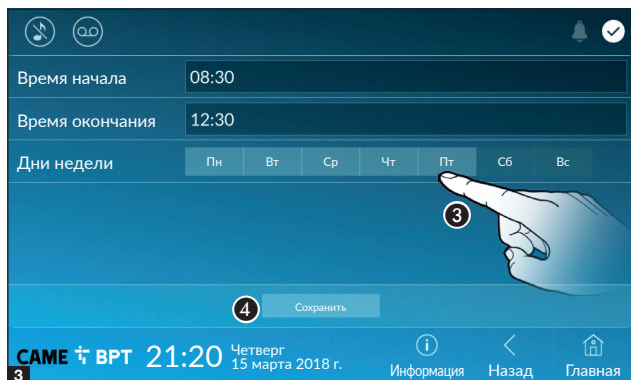 Время начала 08:30
Время окончания 12:30
Дни недели Пн Вт Ср Чт Пт Сб Вс
3
4 Сохранить
CAME BPT 21:20 Четверг
15 марта 2018 г.
Информация Назад Главная
3